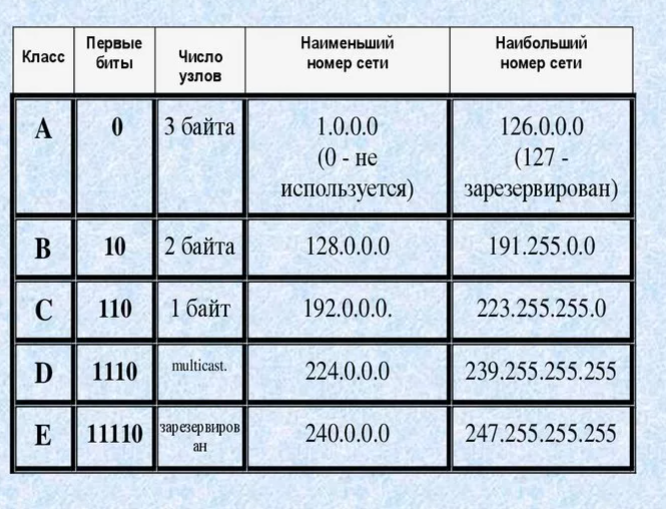 Класс Первые биты Число узлов Наименьший номер сети Наибольший номер сети
A 0 3 байта 1.0.0.0 (0 - не используется) 126.0.0.0 (127 - зарезервирован)
B 10 2 байта 128.0.0.0 191.255.0.0
C 110 1 байт 192.0.0.0. 223.255.255.0
D 1110 multicast. 224.0.0.0 239.255.255.255
E 11110 зарезервирован 240.0.0.0 247.255.255.255